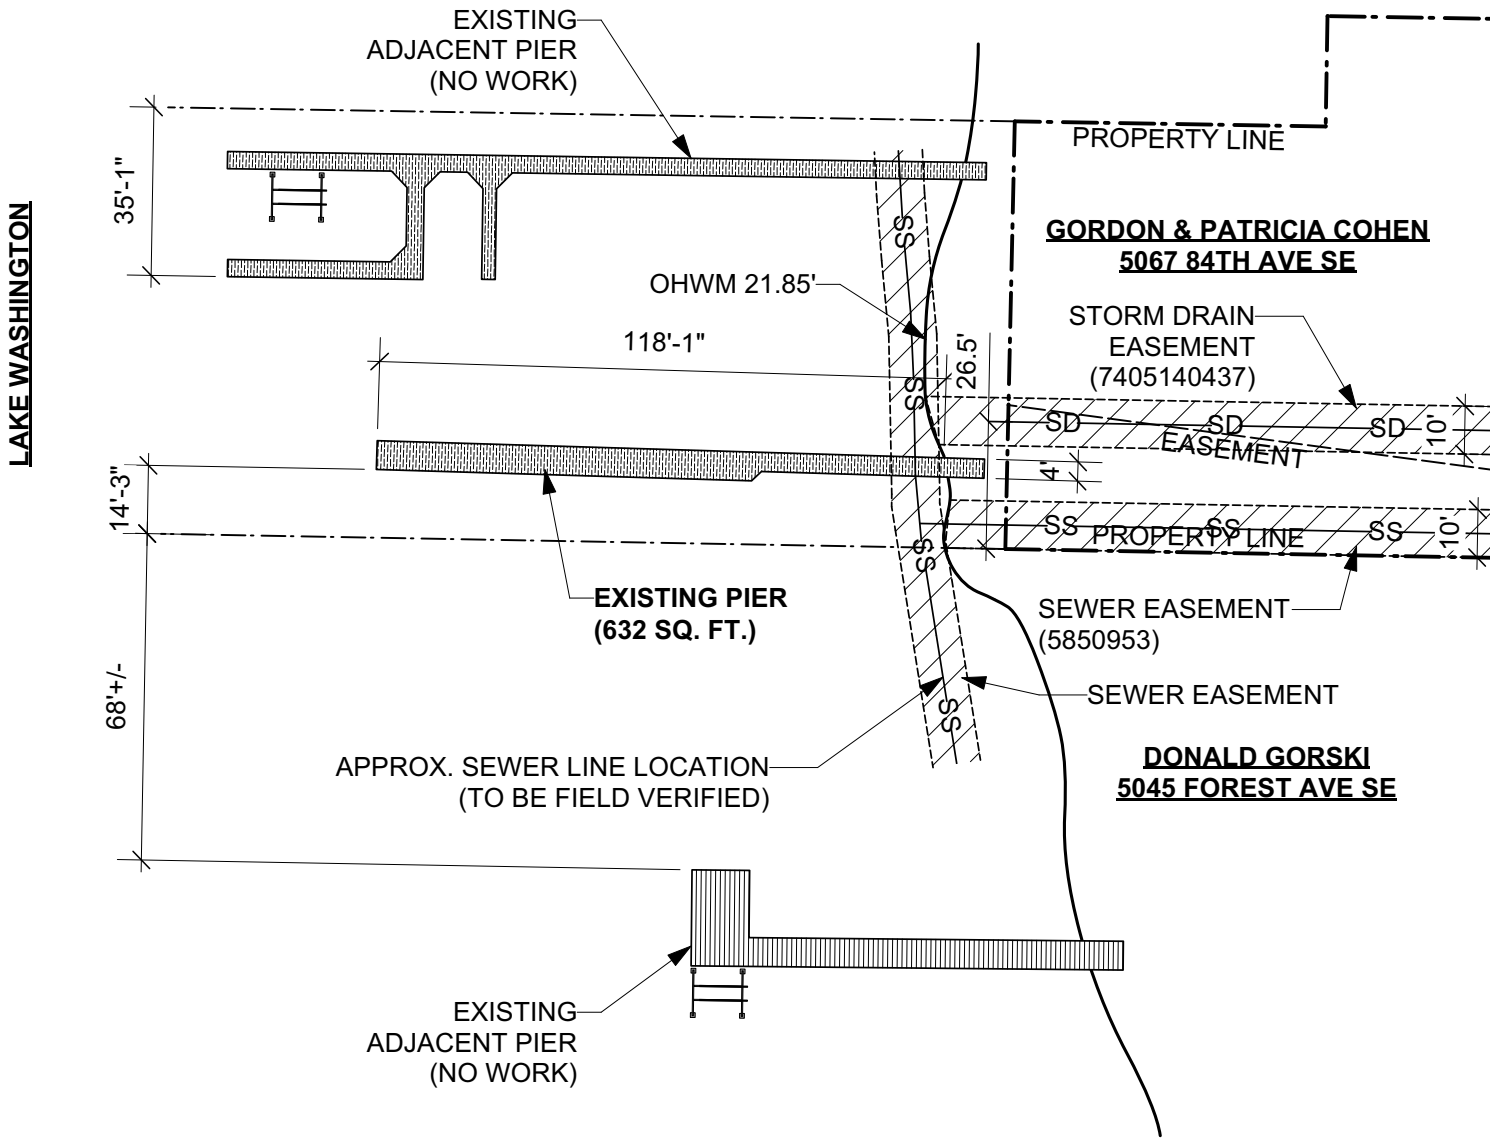 EXISTING
ADJACENT PIER
(NO WORK)
PROPERTY LINE
35'-1"
LAKE WASHINGTON
GORDON & PATRICIA COHEN
5067 84TH AVE SE
SS
OHWM 21.85'
STORM DRAIN
EASEMENT
(7405140437)
118'-1"
26.5'
SS
SD
SD
SD
10'
EASEMENT
4'
14'-3"
SS
SS
SS
10'
PROPERTY LINE
SS
EXISTING PIER
(632 SQ. FT.)
SEWER EASEMENT
(5850953)
68'+/-
SEWER EASEMENT
SS
APPROX. SEWER LINE LOCATION
(TO BE FIELD VERIFIED)
DONALD GORSKI
5045 FOREST AVE SE
EXISTING
ADJACENT PIER
(NO WORK)